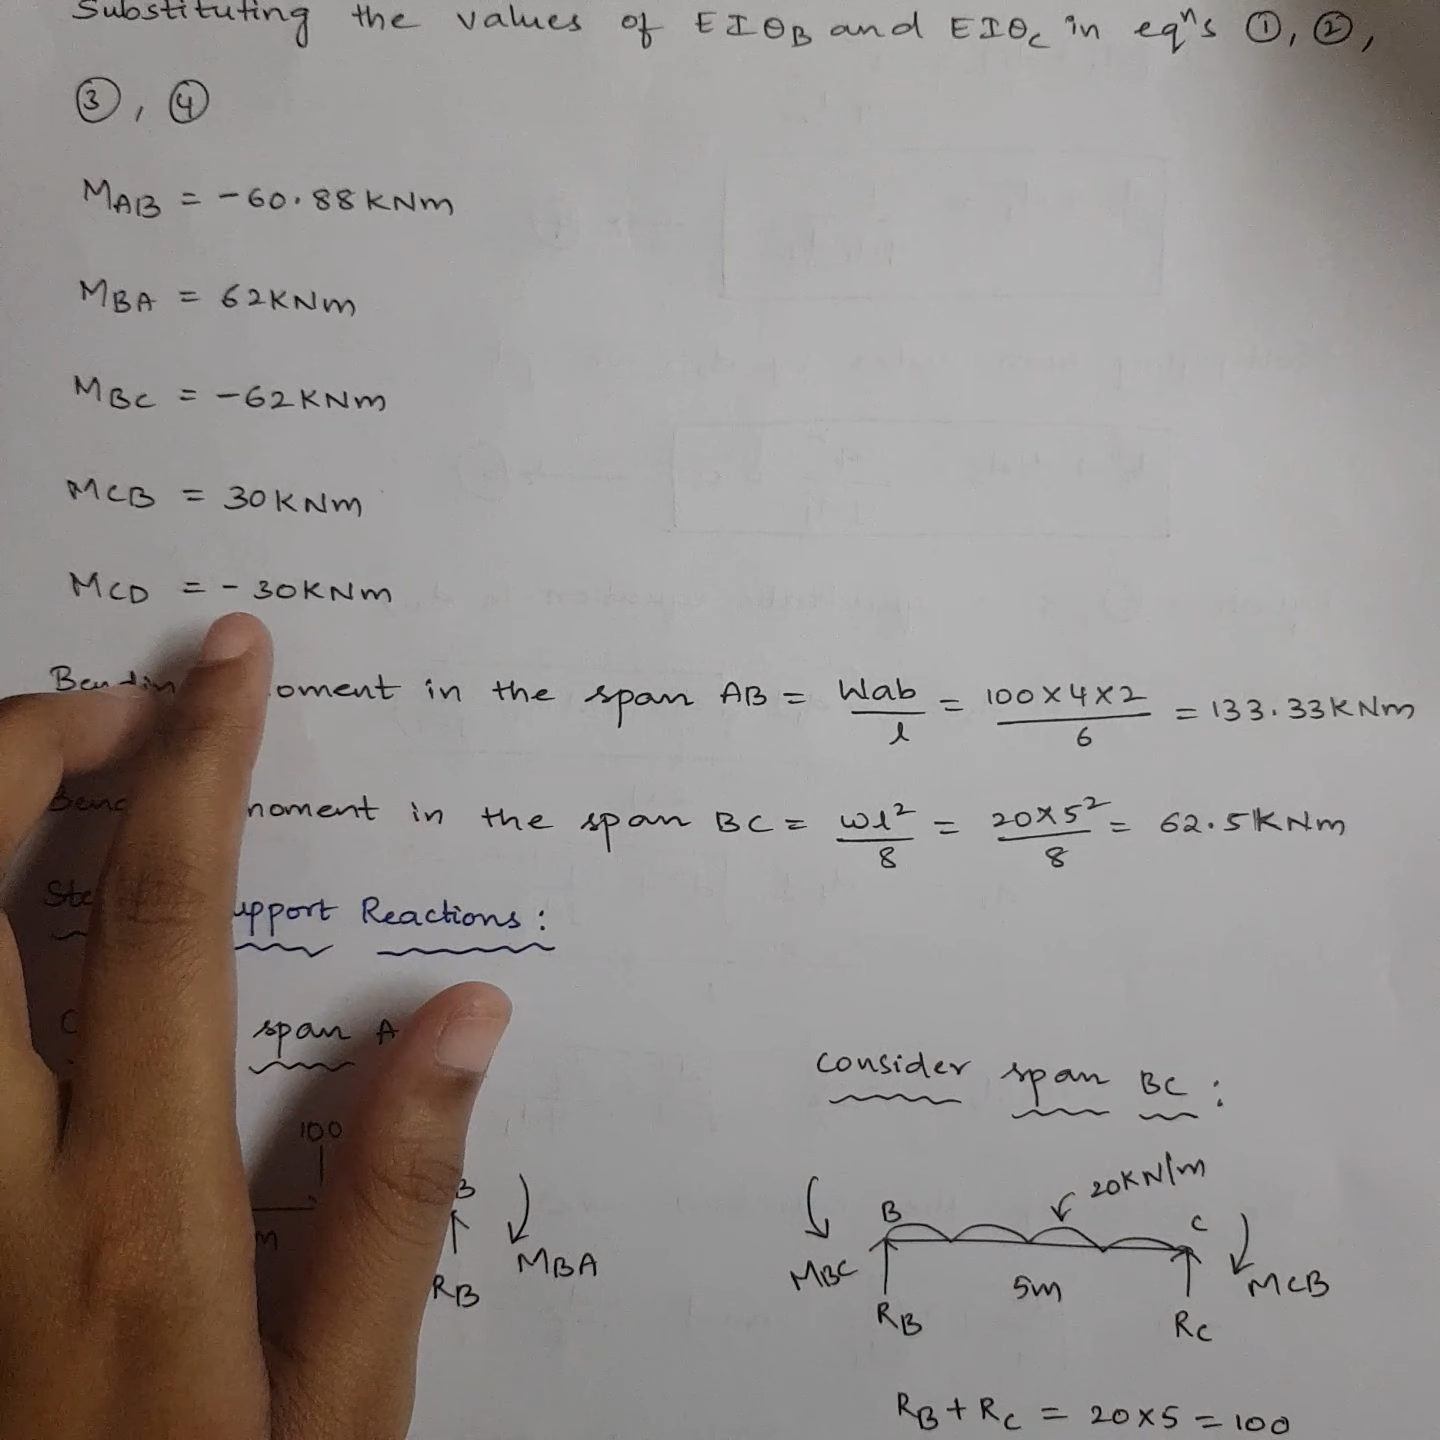 Substituting the values of EIθB and EIθC in eqⁿs ①, ②,
③, ④
MAB = -60.88 KNm
MBA = 62KNm
MBC = -62KNm
MCB = 30KNm
MCD = - 30KNm
oment in the span AB = Wab/l = 100×4×2/6 = 133.33KNm
moment in the span BC = wl²/8 = 20×5²/8 = 62.5KNm
upport Reactions:
span A
consider span BC:
100
20KN/m
B
B
C
m
MBA
MBC
5m
MCB
RB
RB
RC
RB + RC = 20×5 = 100